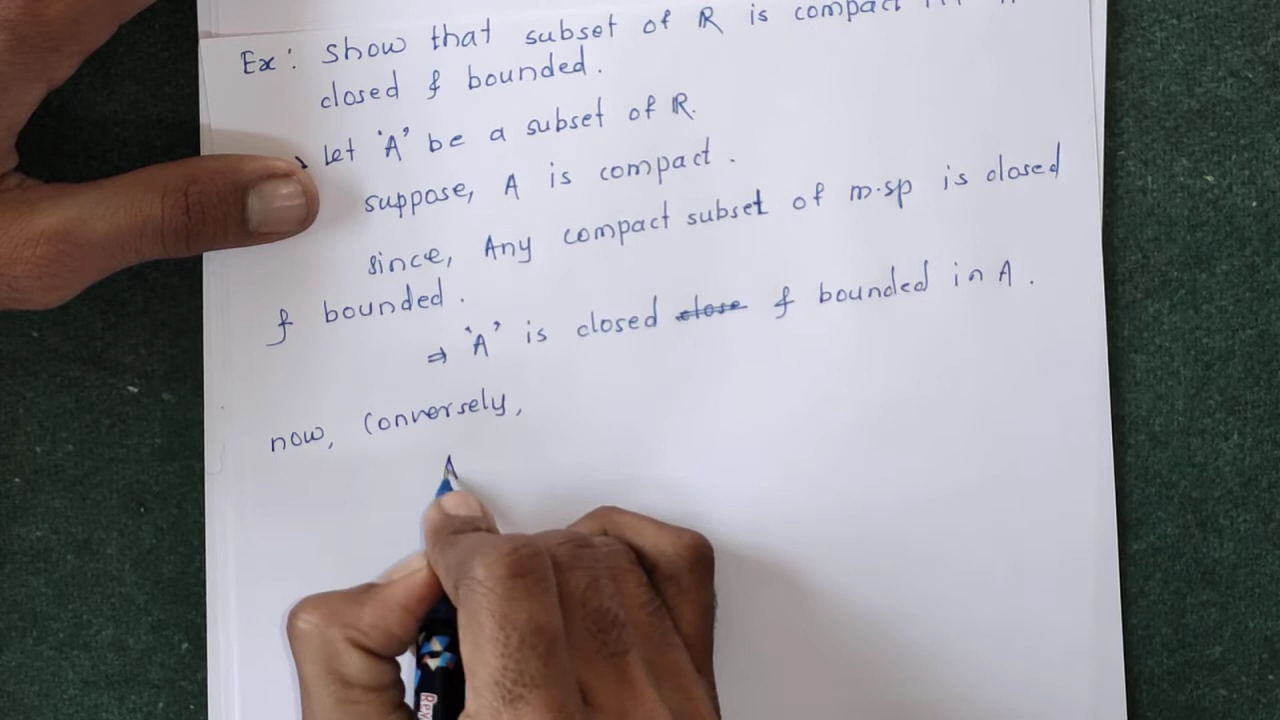 Ex: Show that subset of ℝ is compact
closed & bounded.
Let 'A' be a subset of ℝ.
suppose, A is compact.
since, Any compact subset of m.sp is closed
& bounded.
⇒ 'A' is closed close & bounded in A.
now, Conversely,